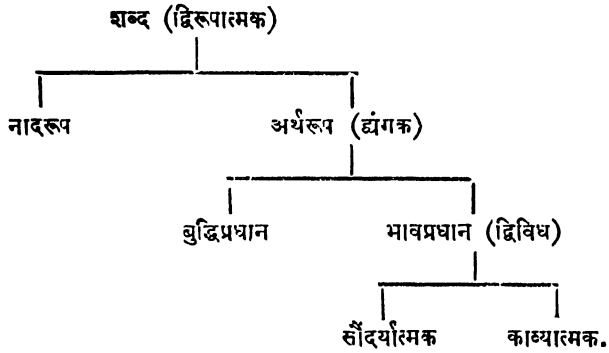 शब्द (द्विरूपात्मक)
नादरूप अर्थरूप (द्व्यंगक)
बुद्धिप्रधान भावप्रधान (द्विविध)
सौंदर्यात्मक काव्यात्मक.